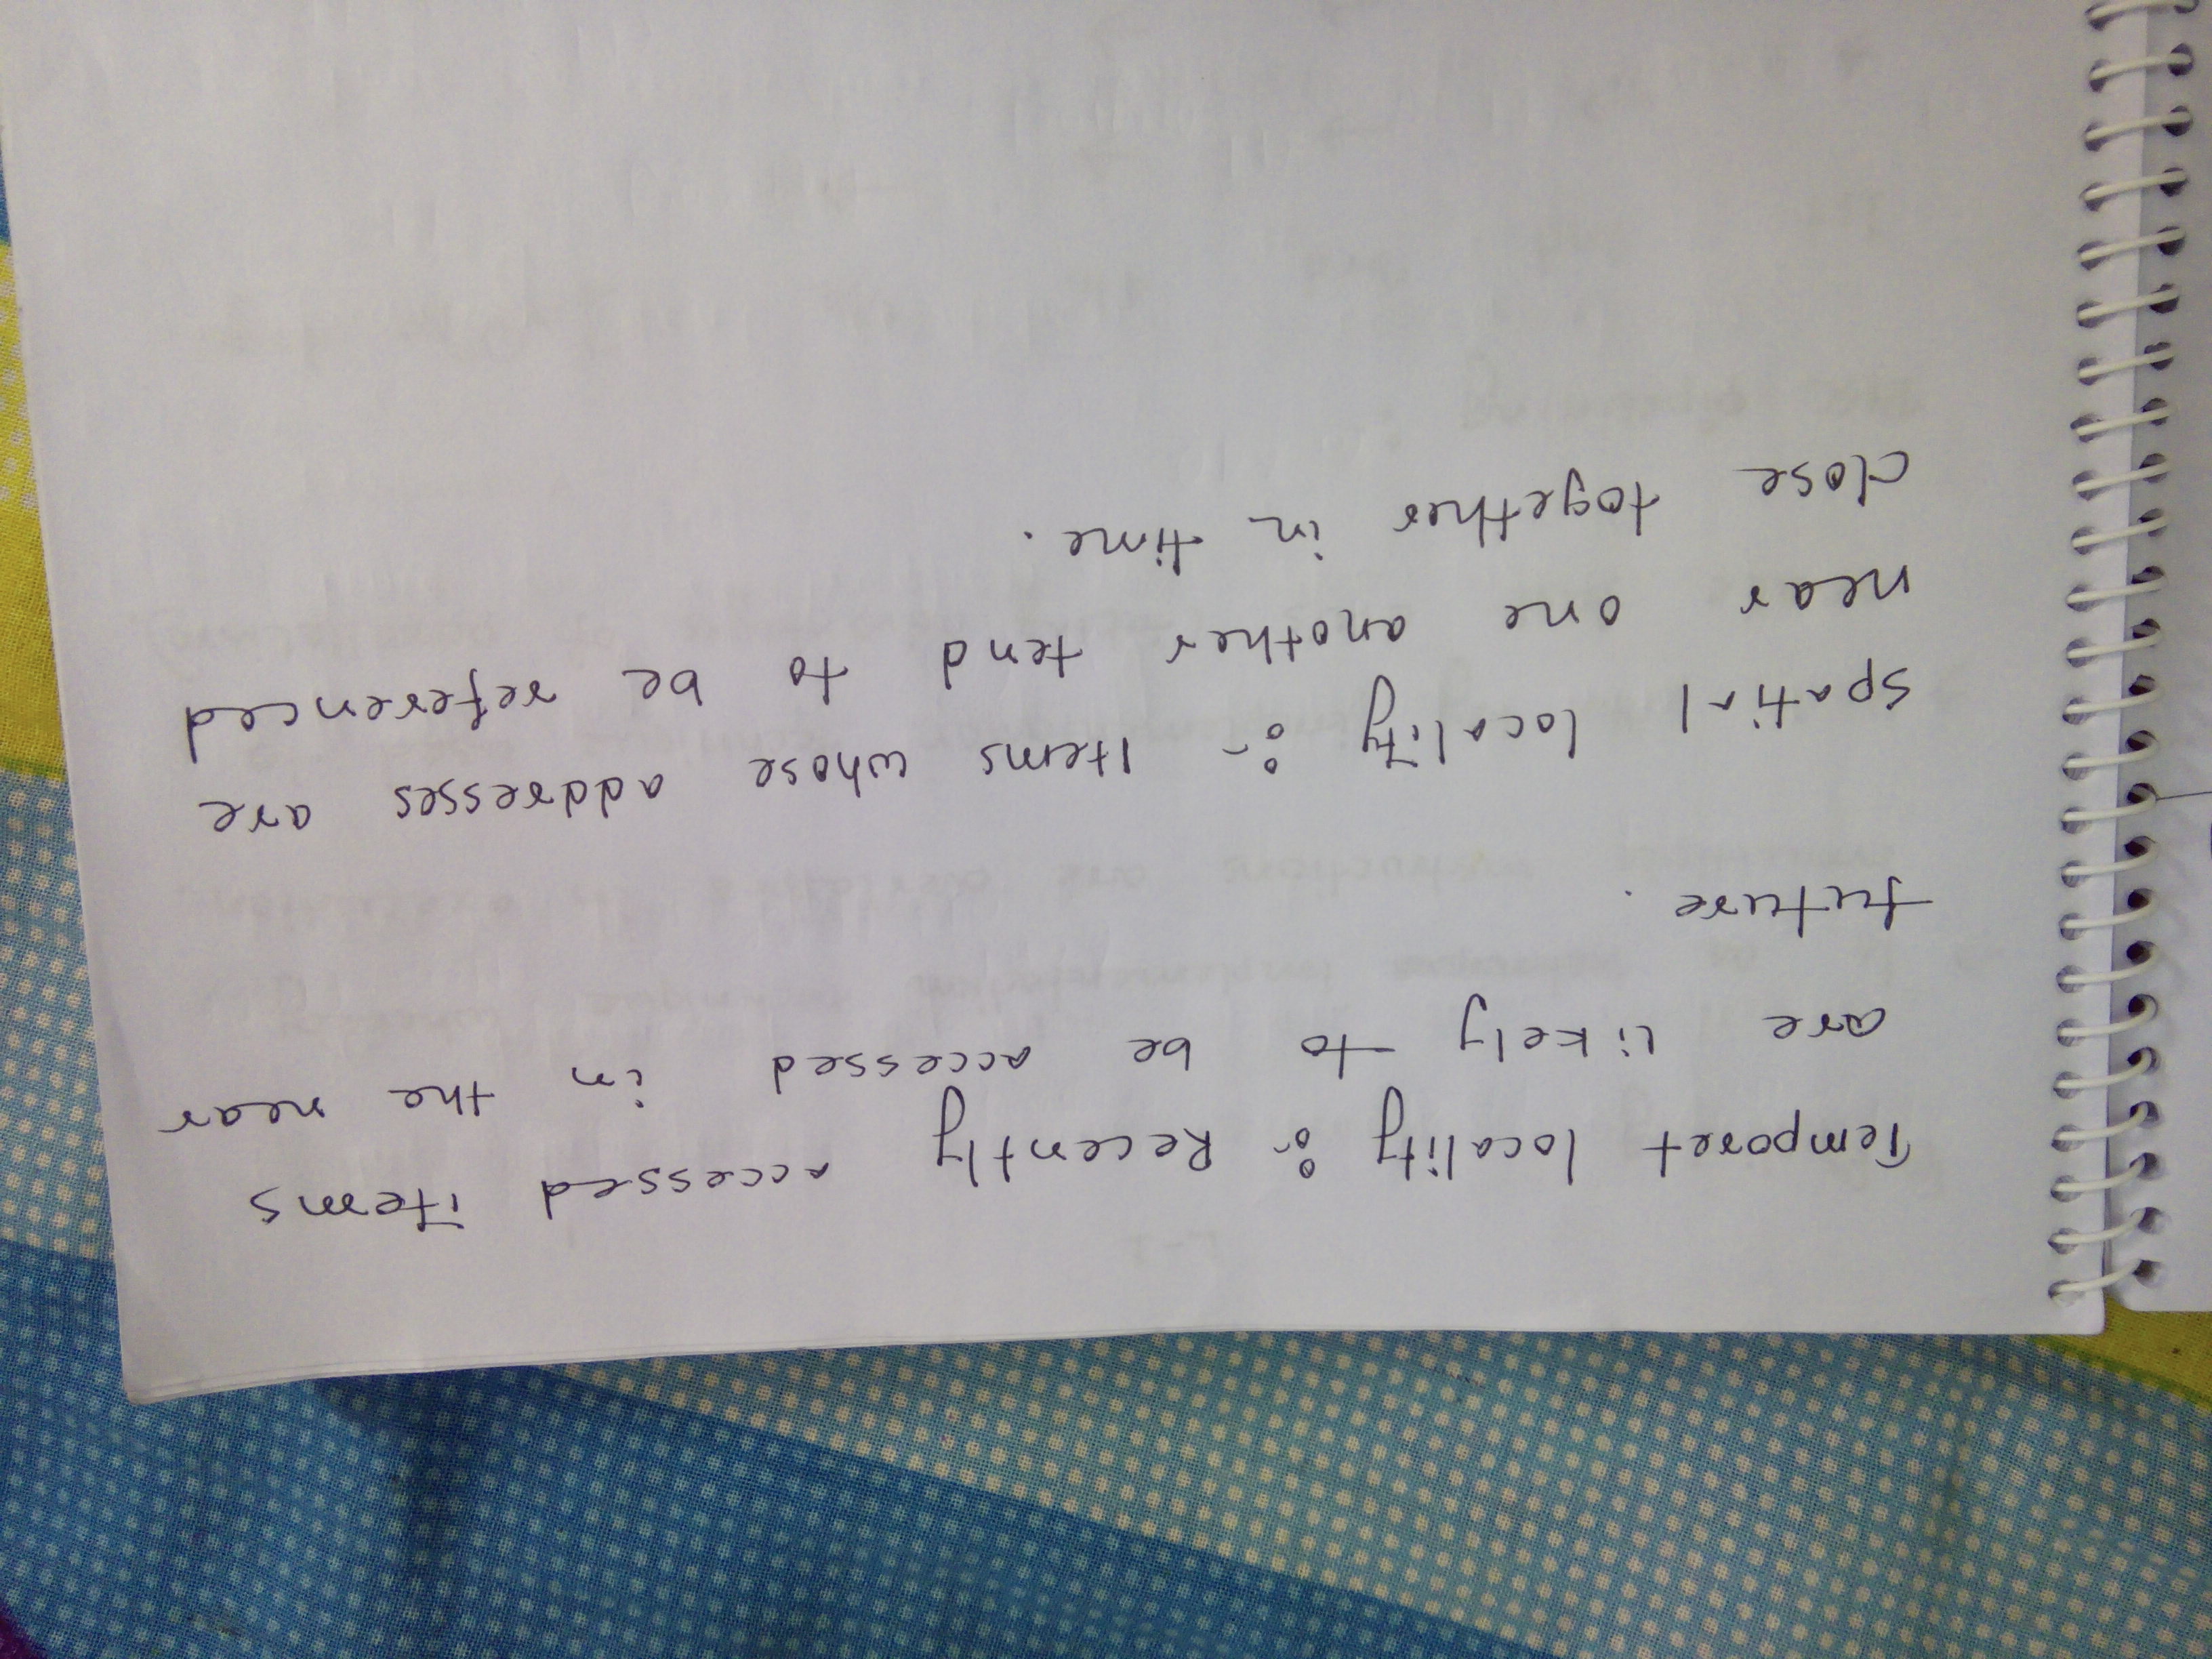 Temporet locality :- Recently accessed items
are likely to be accessed in the near
future.
spatial locality :- Items whose addresses are
near one another tend to be referenced
close together in time.